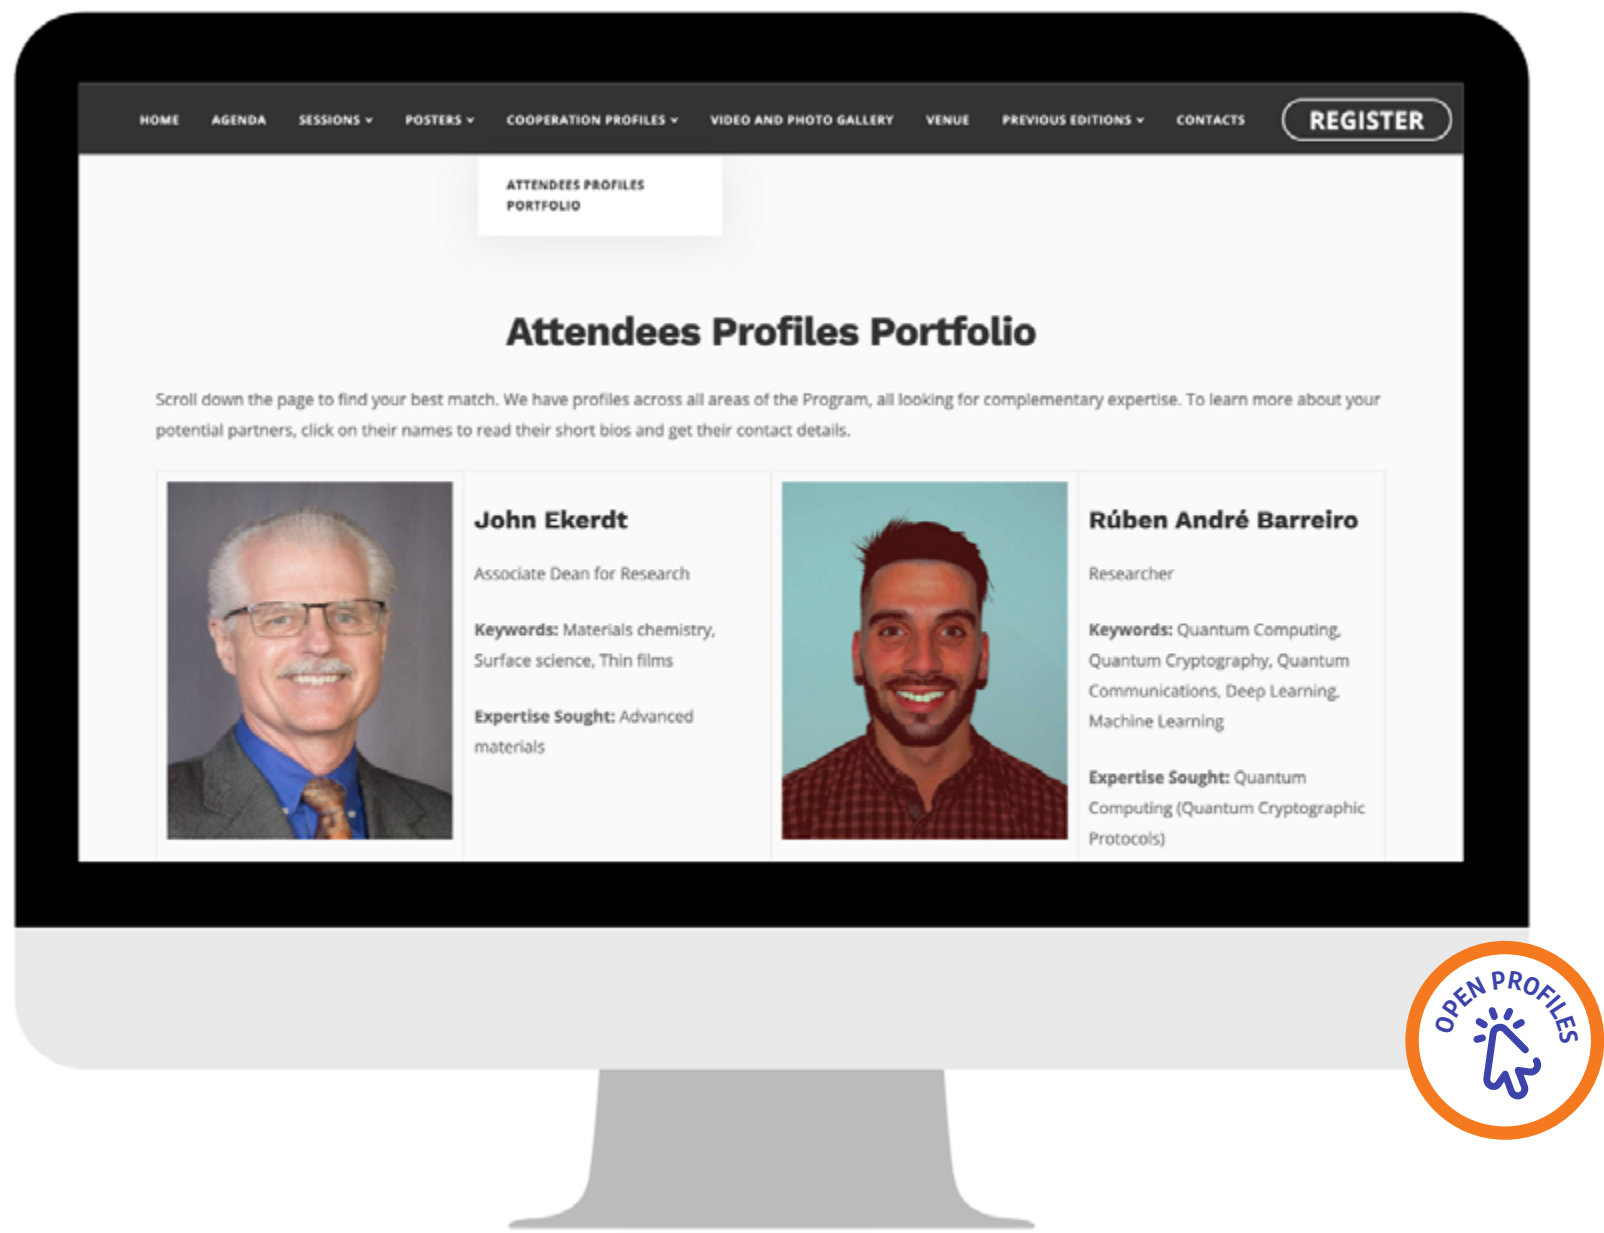 HOME AGENDA SESSIONS POSTERS COOPERATION PROFILES VIDEO AND PHOTO GALLERY VENUE PREVIOUS EDITIONS CONTACTS REGISTER
ATTENDEES PROFILES
PORTFOLIO
Attendees Profiles Portfolio
Scroll down the page to find your best match. We have profiles across all areas of the Program, all looking for complementary expertise. To learn more about your
potential partners, click on their names to read their short bios and get their contact details.
John Ekerdt
Associate Dean for Research
Keywords: Materials chemistry,
Surface science, Thin films
Expertise Sought: Advanced
materials
Rúben André Barreiro
Researcher
Keywords: Quantum Computing,
Quantum Cryptography, Quantum
Communications, Deep Learning,
Machine Learning
Expertise Sought: Quantum
Computing (Quantum Cryptographic
Protocols)
OPEN PROFILES